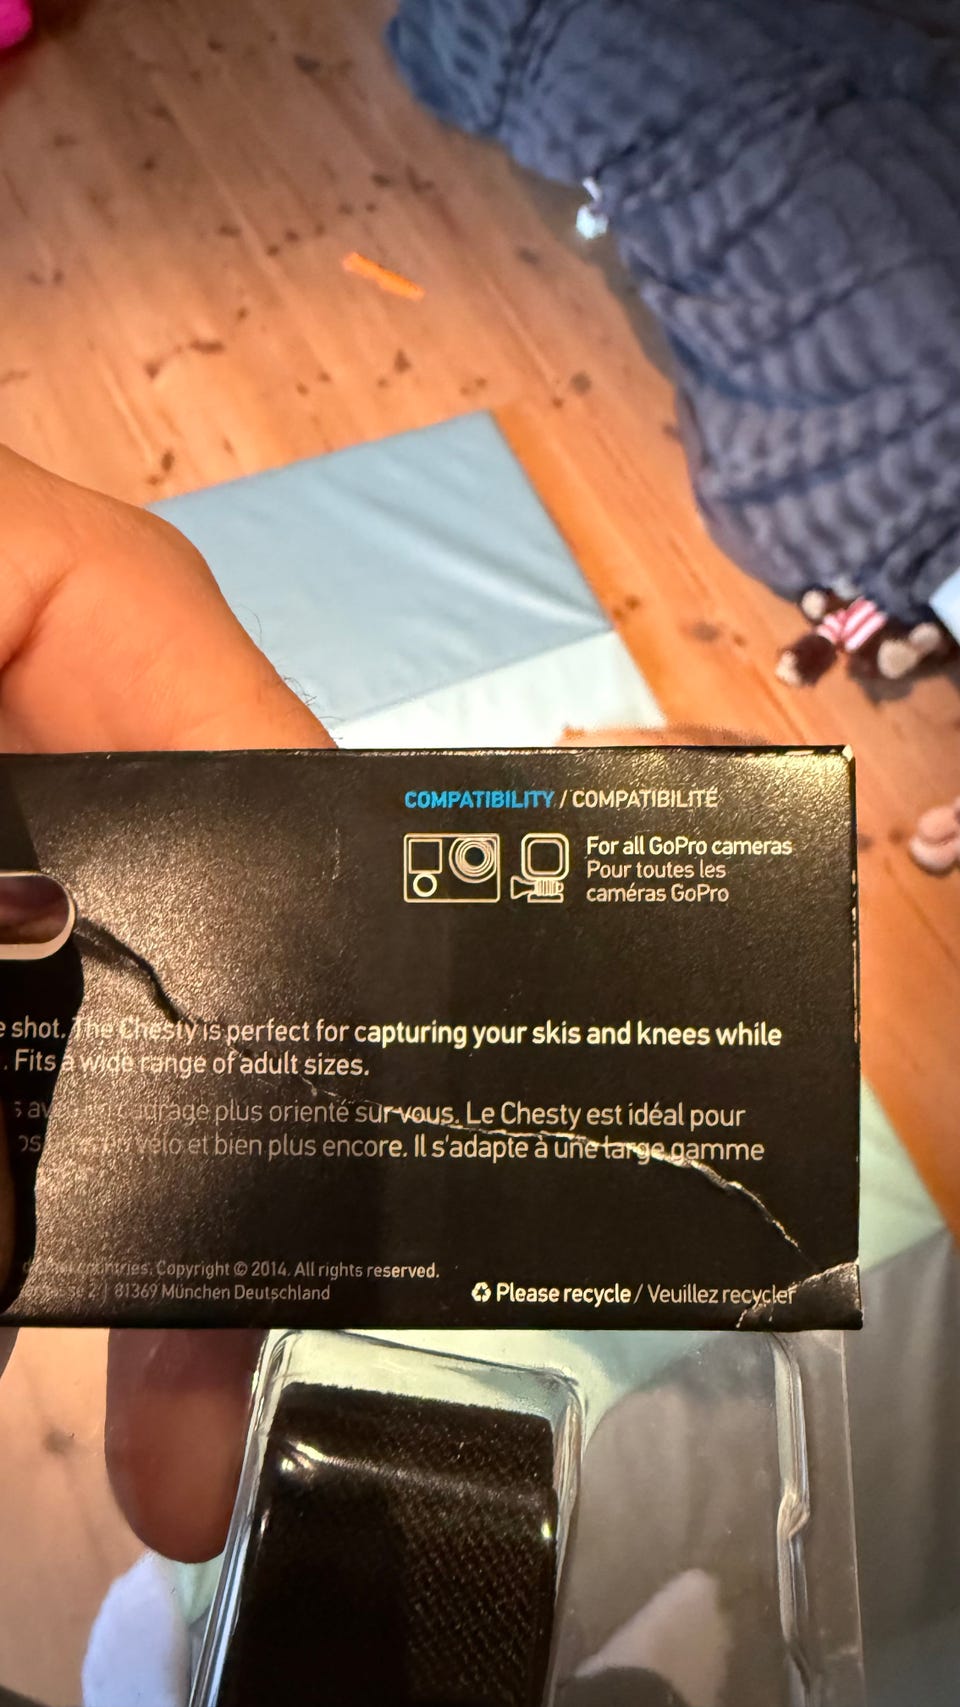 COMPATIBILITY / COMPATIBILITÉ
For all GoPro cameras
Pour toutes les
caméras GoPro
shot. The Chesty is perfect for capturing your skis and knees while
. Fits a wide range of adult sizes.
plus orienté sur vous. Le Chesty est idéal pour
vélo et bien plus encore. Il s'adapte à une large gamme
Copyright © 2014. All rights reserved.
2 | 81369 München Deutschland
Please recycle / Veuillez recycler